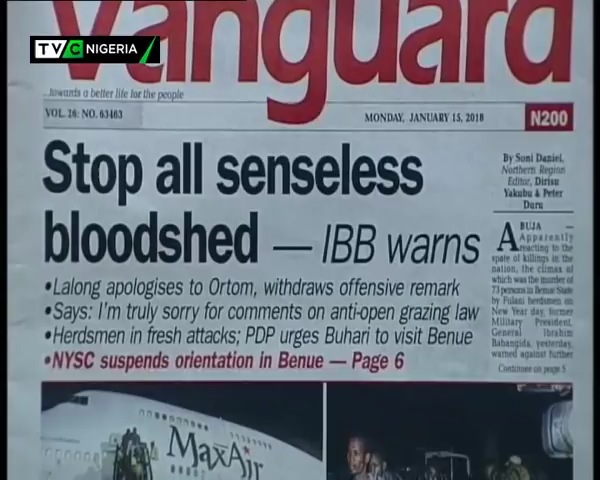 TVC NIGERIA
Vanguard
...towards a better life for the people
VOL. 26: NO. 63463
MONDAY, JANUARY 15, 2018
N200
Stop all senseless
bloodshed — IBB warns
•Lalong apologises to Ortom, withdraws offensive remark
•Says: I'm truly sorry for comments on anti-open grazing law
•Herdsmen in fresh attacks; PDP urges Buhari to visit Benue
•NYSC suspends orientation in Benue — Page 6
By Soni Daniel,
Northern Region
Editor, Dirisu
Yakubu & Peter
Duru
ABUJA —
Apparently
reacting to the
spate of killings in the
nation, the climax of
which was the murder of
73 persons in Benue State
by Fulani herdsmen on
New Year day, former
Military President,
General Ibrahim
Babangida, yesterday,
warned against further
Continues on page 5
MaxAir